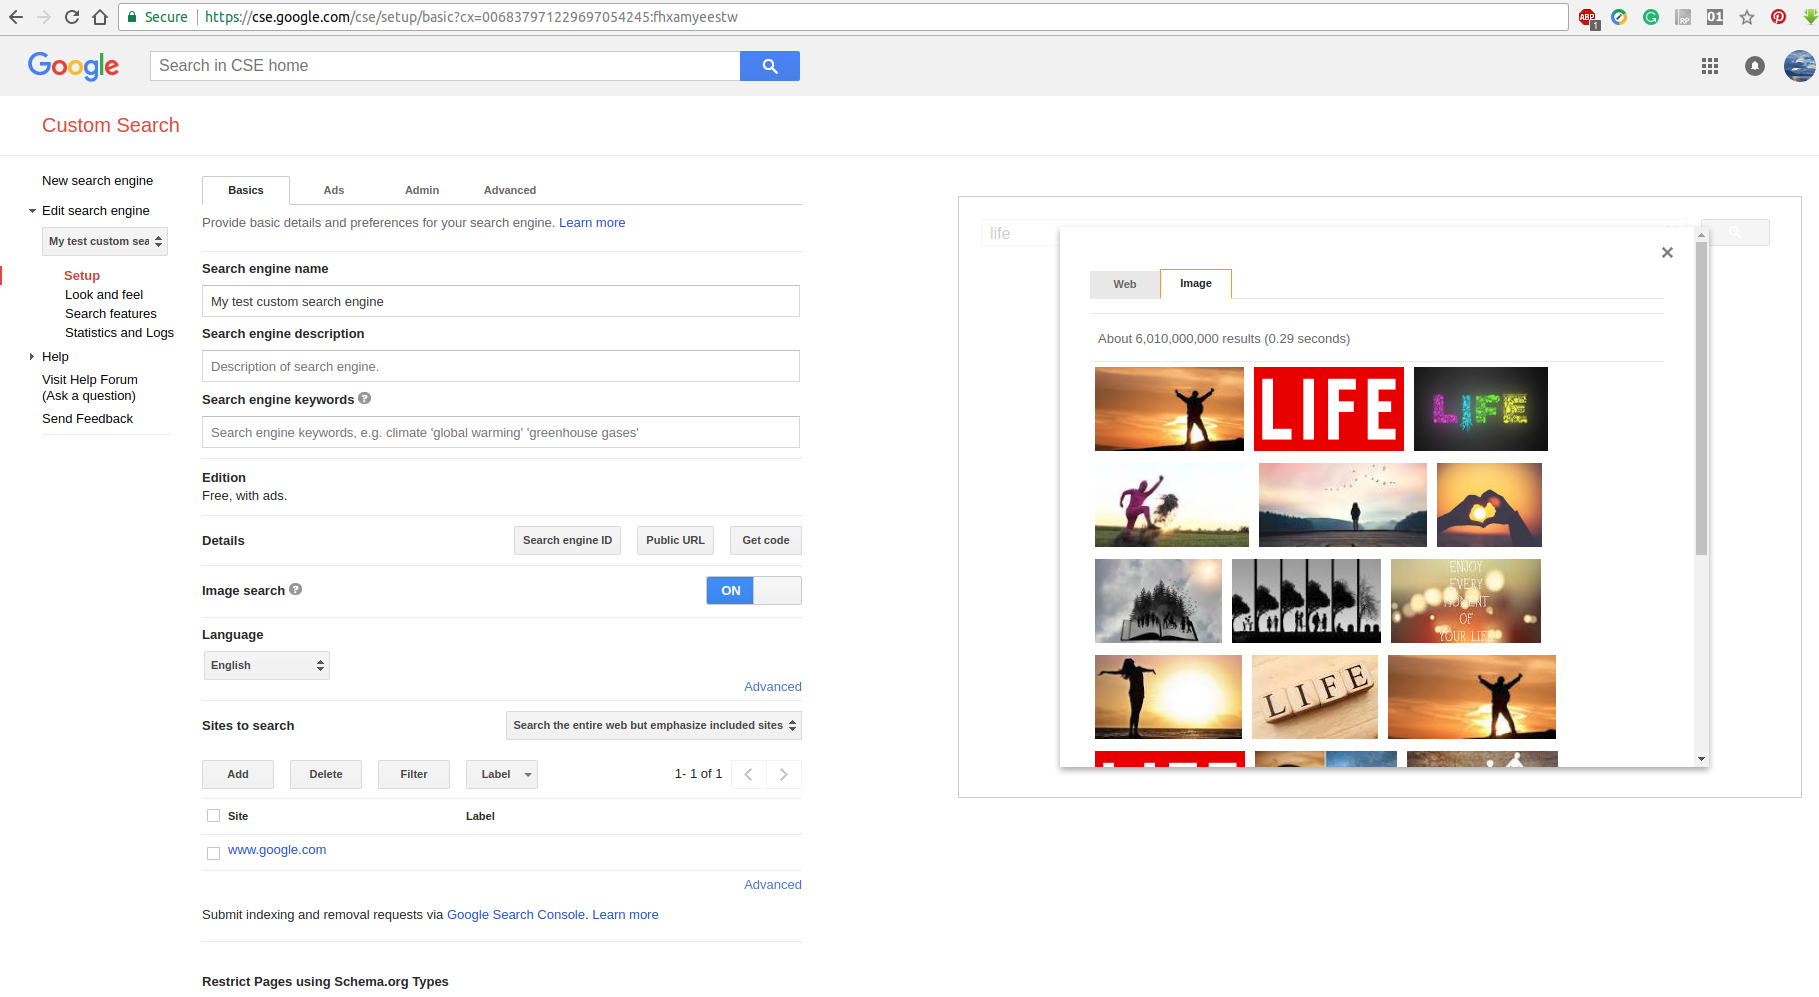 Secure
https://cse.google.com/cse/setup/basic?cx=006837971229697054245:fhxamyeestw
ABP
1
RP
01
Google
Search in CSE home
Custom Search
New search engine
Edit search engine
My test custom sea
Setup
Look and feel
Search features
Statistics and Logs
Help
Visit Help Forum
(Ask a question)
Send Feedback
Basics
Ads
Admin
Advanced
Provide basic details and preferences for your search engine. Learn more
Search engine name
My test custom search engine
Search engine description
Description of search engine.
Search engine keywords
Search engine keywords, e.g. climate 'global warming' 'greenhouse gases'
Edition
Free, with ads.
Details
Search engine ID
Public URL
Get code
Image search
ON
Language
English
Advanced
Sites to search
Search the entire web but emphasize included sites
Add
Delete
Filter
Label
1- 1 of 1
Site
Label
www.google.com
Advanced
Submit indexing and removal requests via Google Search Console. Learn more
Restrict Pages using Schema.org Types
life
Web
Image
About 6,010,000,000 results (0.29 seconds)
LIFE
LIFE
ENJOY
EVERY
MOMENT
OF
YOUR LIFE
LIFE
LIFE